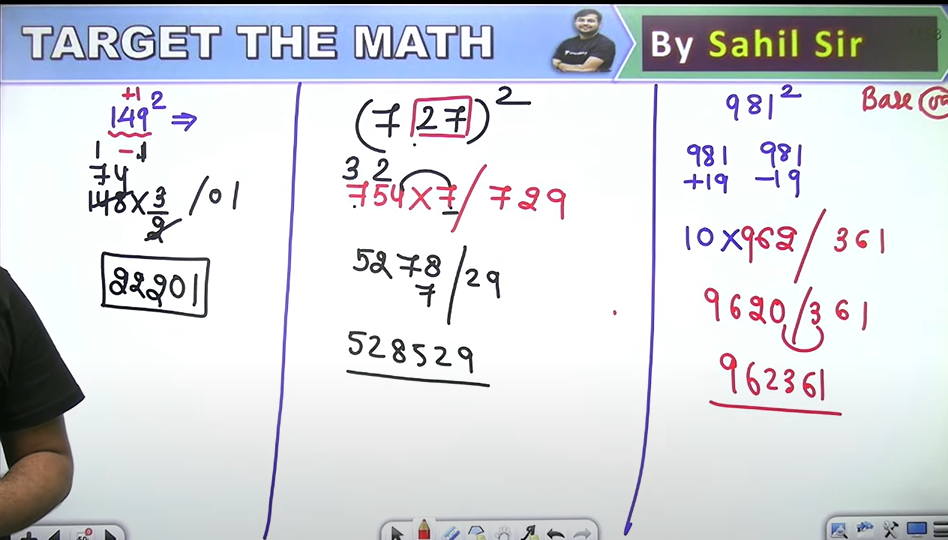 TARGET THE MATH
By Sahil Sir
+1
149² ⇒
1 -1
74
148 × 3/2 / 01
22201
(7 27)²
3 2
754 × 7 / 729
5278 / 29
7
528529
981²
Base
981 981
+19 -19
10 × 962 / 361
9620 / 361
962361